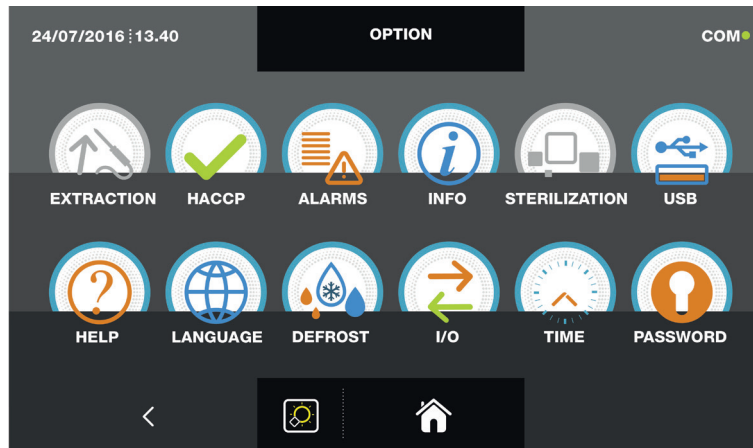 24/07/2016 13.40 OPTION COM
EXTRACTION HACCP ALARMS INFO STERILIZATION USB
HELP LANGUAGE DEFROST I/O TIME PASSWORD